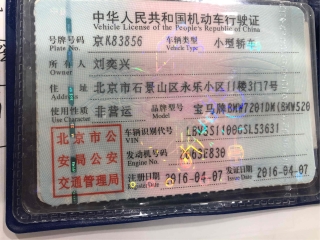 中华人民共和国机动车行驶证
Vehicle License of the People's Republic of China
号牌号码 京K83856 车辆类型 小型轿车
Plate No. Vehicle Type
所有人 刘奕兴
Owner
住址 北京市石景山区永乐小区11楼3门7号
Address
使用性质 非营运 品牌型号 宝马牌BMW7201DM(BMW520
Use Character Model
北京市公
安局公安
交通管理局
车辆识别代号
VIN
发动机号码
Engine No.
注册日期 2016-04-07 发证日期 2016-04-07
Register Date Issue Date